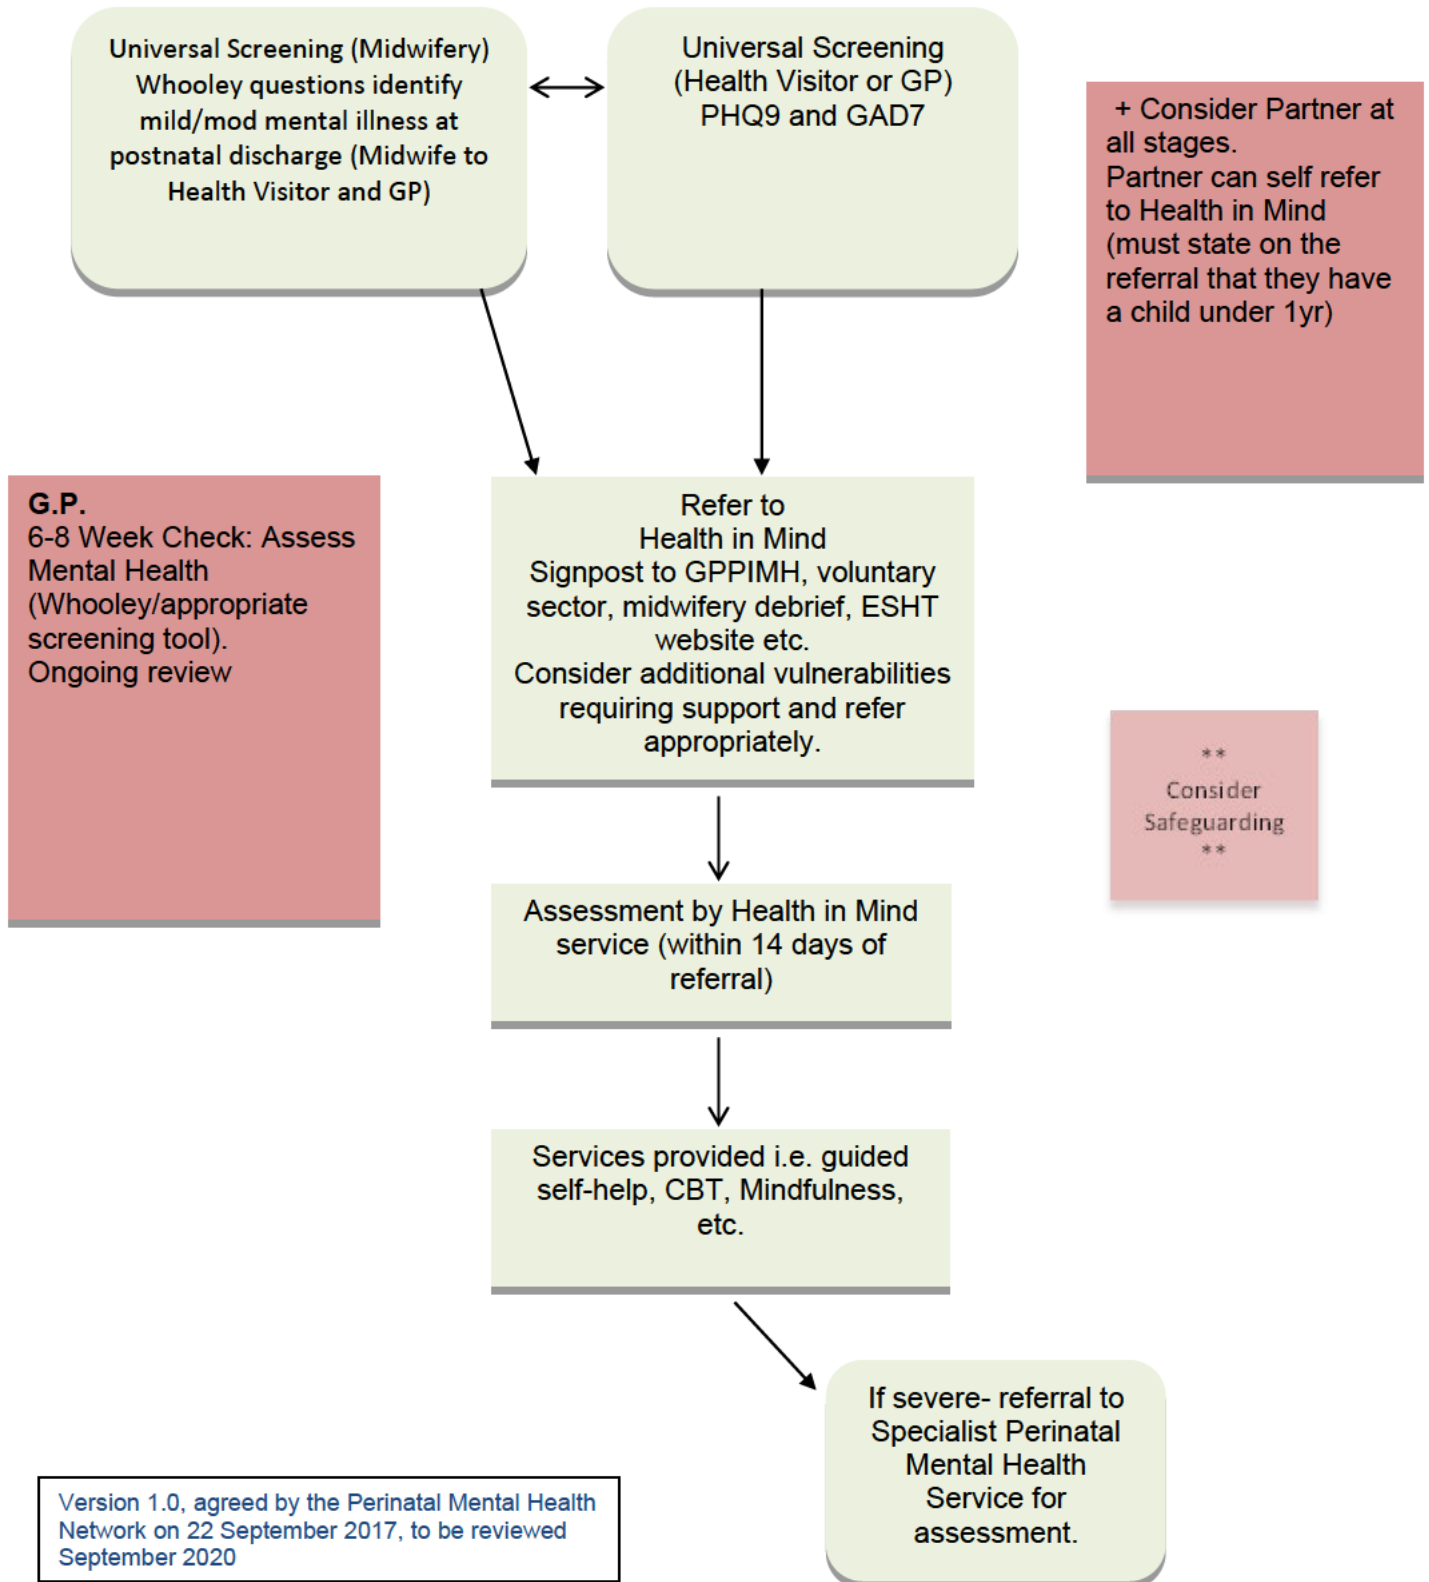 Universal Screening (Midwifery)
Whooley questions identify
mild/mod mental illness at
postnatal discharge (Midwife to
Health Visitor and GP)
Universal Screening
(Health Visitor or GP)
PHQ9 and GAD7
+ Consider Partner at
all stages.
Partner can self refer
to Health in Mind
(must state on the
referral that they have
a child under 1yr)
G.P.
6-8 Week Check: Assess
Mental Health
(Whooley/appropriate
screening tool).
Ongoing review
Refer to
Health in Mind
Signpost to GPPIMH, voluntary
sector, midwifery debrief, ESHT
website etc.
Consider additional vulnerabilities
requiring support and refer
appropriately.
**
Consider
Safeguarding
**
Assessment by Health in Mind
service (within 14 days of
referral)
Services provided i.e. guided
self-help, CBT, Mindfulness,
etc.
If severe- referral to
Specialist Perinatal
Mental Health
Service for
assessment.
Version 1.0, agreed by the Perinatal Mental Health
Network on 22 September 2017, to be reviewed
September 2020